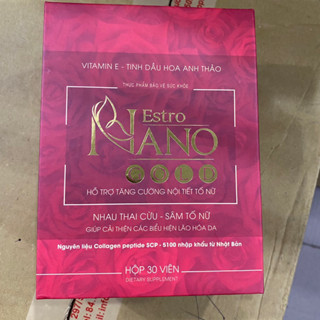 VITAMIN E - TINH DẦU HOA ANH THẢO
THỰC PHẨM BẢO VỆ SỨC KHỎE
Estro
NANO
HỖ TRỢ TĂNG CƯỜNG NỘI TIẾT TỐ NỮ
NHAU THAI CỪU - SÂM TỐ NỮ
GIÚP CẢI THIỆN CÁC BIỂU HIỆN LÃO HÓA DA
Nguyên liệu Collagen peptide SCP - 5100 nhập khẩu từ Nhật Bản
HỘP 30 VIÊN
DIETARY SUPPLEMENT